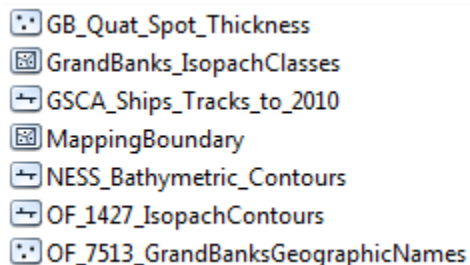 GB_Quat_Spot_Thickness
GrandBanks_IsopachClasses
GSCA_Ships_Tracks_to_2010
MappingBoundary
NESS_Bathymetric_Contours
OF_1427_IsopachContours
OF_7513_GrandBanksGeographicNames